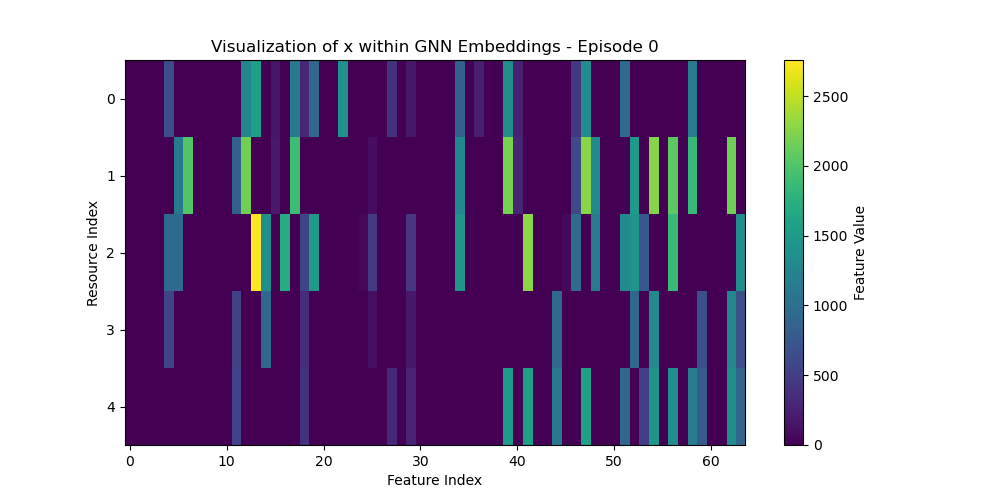 Visualization of x within GNN Embeddings - Episode 0
Resource Index
0
1
2
3
4
0 10 20 30 40 50 60
Feature Index
2500
2000
1500
1000
500
0
Feature Value